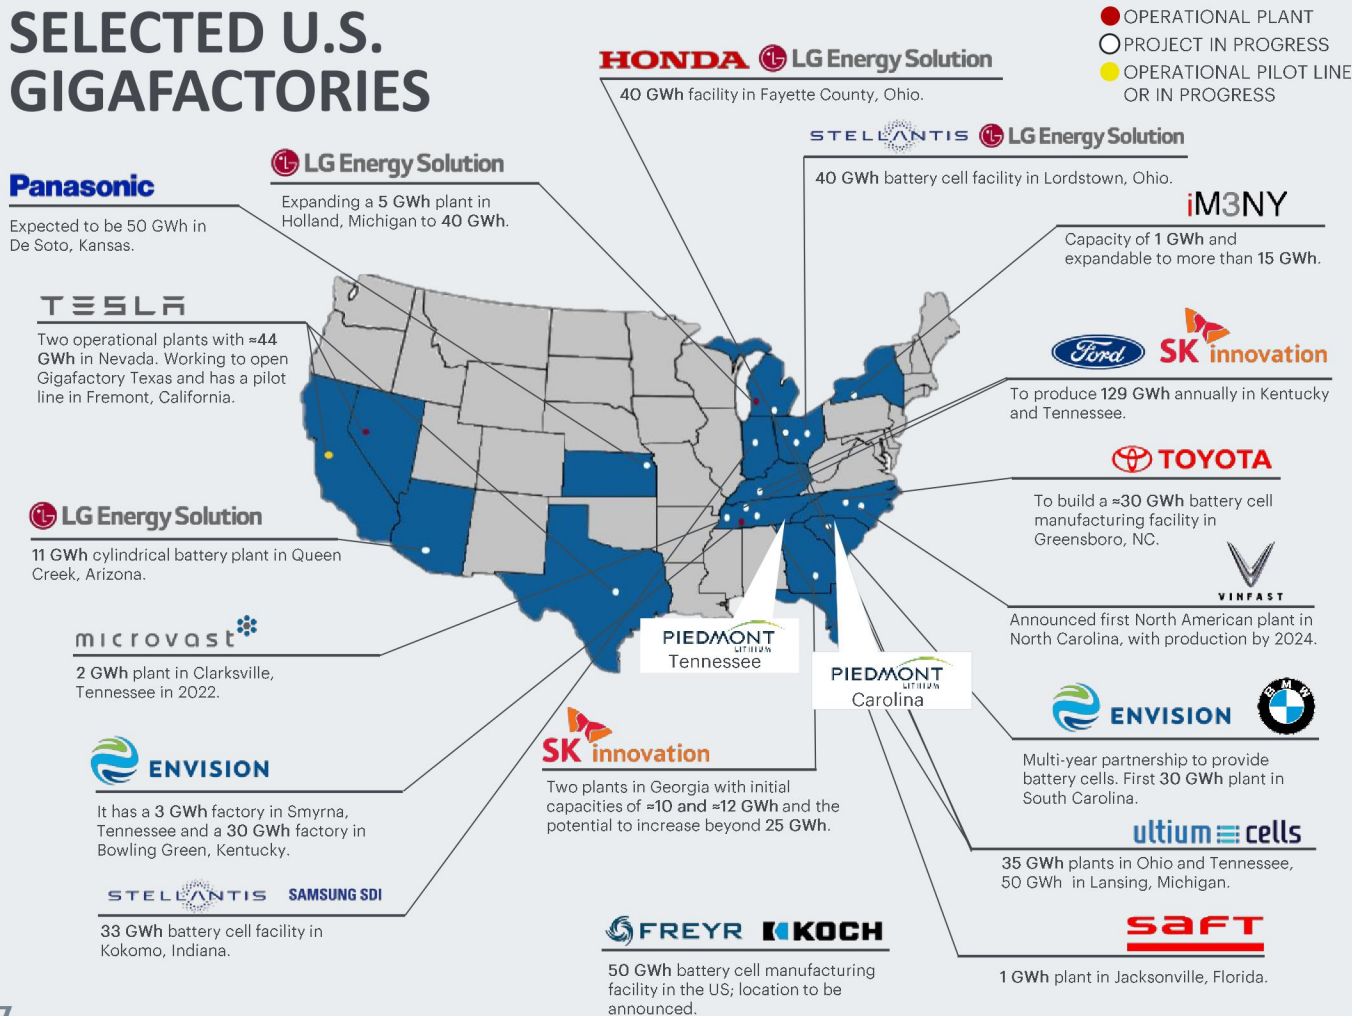 SELECTED U.S.
GIGAFACTORIES
OPERATIONAL PLANT
PROJECT IN PROGRESS
OPERATIONAL PILOT LINE
OR IN PROGRESS
HONDA LG Energy Solution
40 GWh facility in Fayette County, Ohio.
STELLANTIS LG Energy Solution
40 GWh battery cell facility in Lordstown, Ohio.
LG Energy Solution
Expanding a 5 GWh plant in
Holland, Michigan to 40 GWh.
Panasonic
Expected to be 50 GWh in
De Soto, Kansas.
iM3NY
Capacity of 1 GWh and
expandable to more than 15 GWh.
TESLA
Two operational plants with ≈44
GWh in Nevada. Working to open
Gigafactory Texas and has a pilot
line in Fremont, California.
Ford SK innovation
To produce 129 GWh annually in Kentucky
and Tennessee.
TOYOTA
To build a ≈30 GWh battery cell
manufacturing facility in
Greensboro, NC.
LG Energy Solution
11 GWh cylindrical battery plant in Queen
Creek, Arizona.
VINFAST
Announced first North American plant in
North Carolina, with production by 2024.
microvast
2 GWh plant in Clarksville,
Tennessee in 2022.
PIEDMONT
LITHIUM
Tennessee
PIEDMONT
LITHIUM
Carolina
ENVISION BMW
Multi-year partnership to provide
battery cells. First 30 GWh plant in
South Carolina.
ENVISION
It has a 3 GWh factory in Smyrna,
Tennessee and a 30 GWh factory in
Bowling Green, Kentucky.
SK innovation
Two plants in Georgia with initial
capacities of ≈10 and ≈12 GWh and the
potential to increase beyond 25 GWh.
ultium cells
35 GWh plants in Ohio and Tennessee,
50 GWh in Lansing, Michigan.
STELLANTIS SAMSUNG SDI
33 GWh battery cell facility in
Kokomo, Indiana.
FREYR KOCH
50 GWh battery cell manufacturing
facility in the US; location to be
announced.
saft
1 GWh plant in Jacksonville, Florida.
7